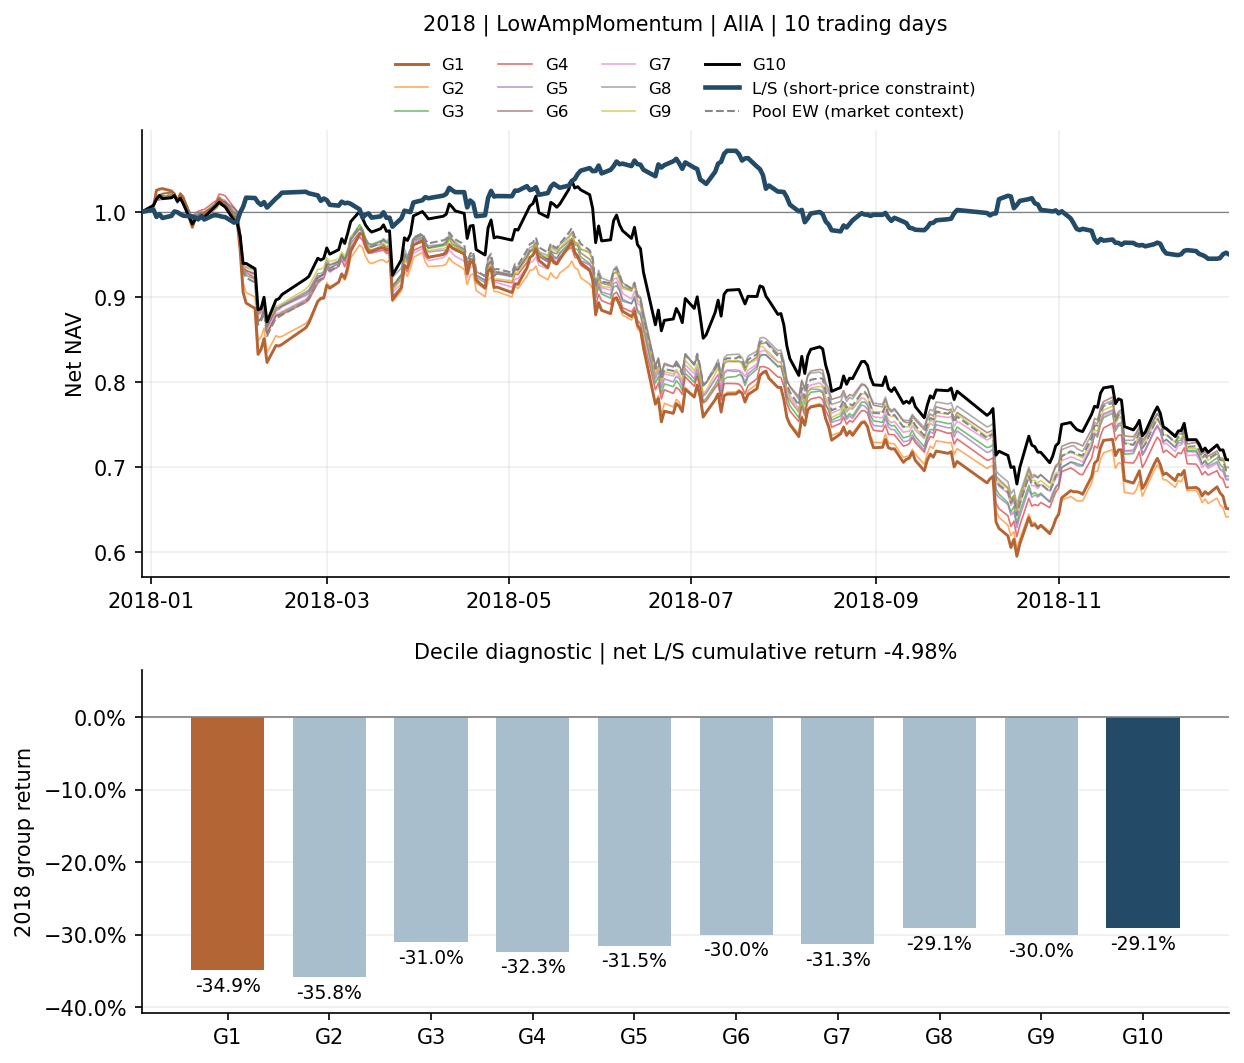 2018 | LowAmpMomentum | AllA | 10 trading days
G1 G4 G7 G10
G2 G5 G8 L/S (short-price constraint)
G3 G6 G9 Pool EW (market context)
Net NAV
1.0
0.9
0.8
0.7
0.6
2018-01 2018-03 2018-05 2018-07 2018-09 2018-11
Decile diagnostic | net L/S cumulative return -4.98%
2018 group return
0.0%
−10.0%
−20.0%
−30.0%
−40.0%
-34.9% -35.8% -31.0% -32.3% -31.5% -30.0% -31.3% -29.1% -30.0% -29.1%
G1 G2 G3 G4 G5 G6 G7 G8 G9 G10